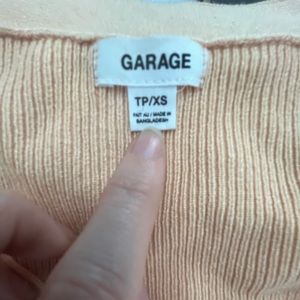 GARAGE
TP/XS
FAIT AU / MADE IN
BANGLADESH